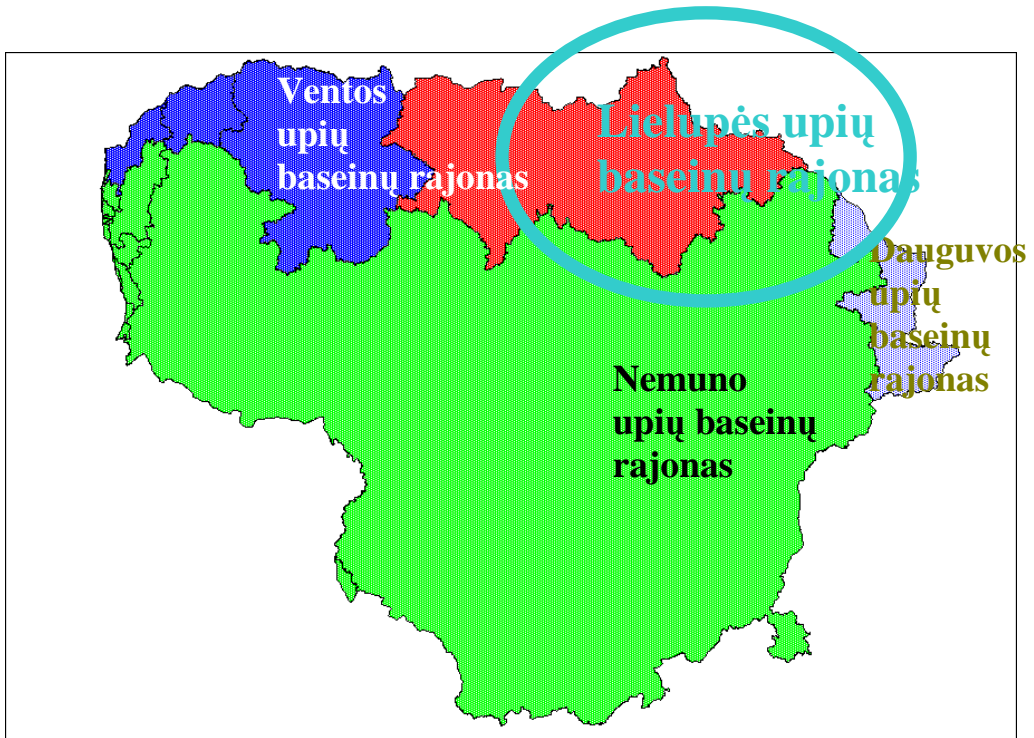 Ventos
upių
baseinų rajonas
Lielupės upių
baseinų rajonas
Dauguvos
upių
baseinų
rajonas
Nemuno
upių baseinų
rajonas